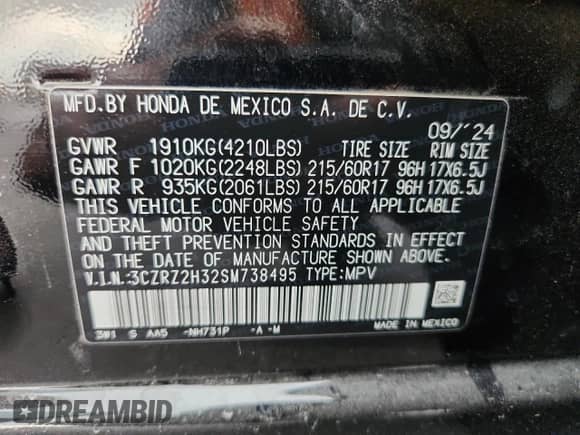 MFD. BY HONDA DE MEXICO S.A. DE C.V.
09/'24
GVWR 1910KG(4210LBS) TIRE SIZE RIM SIZE
GAWR F 1020KG(2248LBS) 215/60R17 96H 17X6.5J
GAWR R 935KG(2061LBS) 215/60R17 96H 17X6.5J
THIS VEHICLE CONFORMS TO ALL APPLICABLE
FEDERAL MOTOR VEHICLE SAFETY
AND THEFT PREVENTION STANDARDS IN EFFECT
ON THE DATE OF MANUFACTURE SHOWN ABOVE.
V.I.N.:3CZRZ2H32SM738495 TYPE:MPV
3W1 S AA5 -NH731P -A -M MADE IN MEXICO
DREAMBID